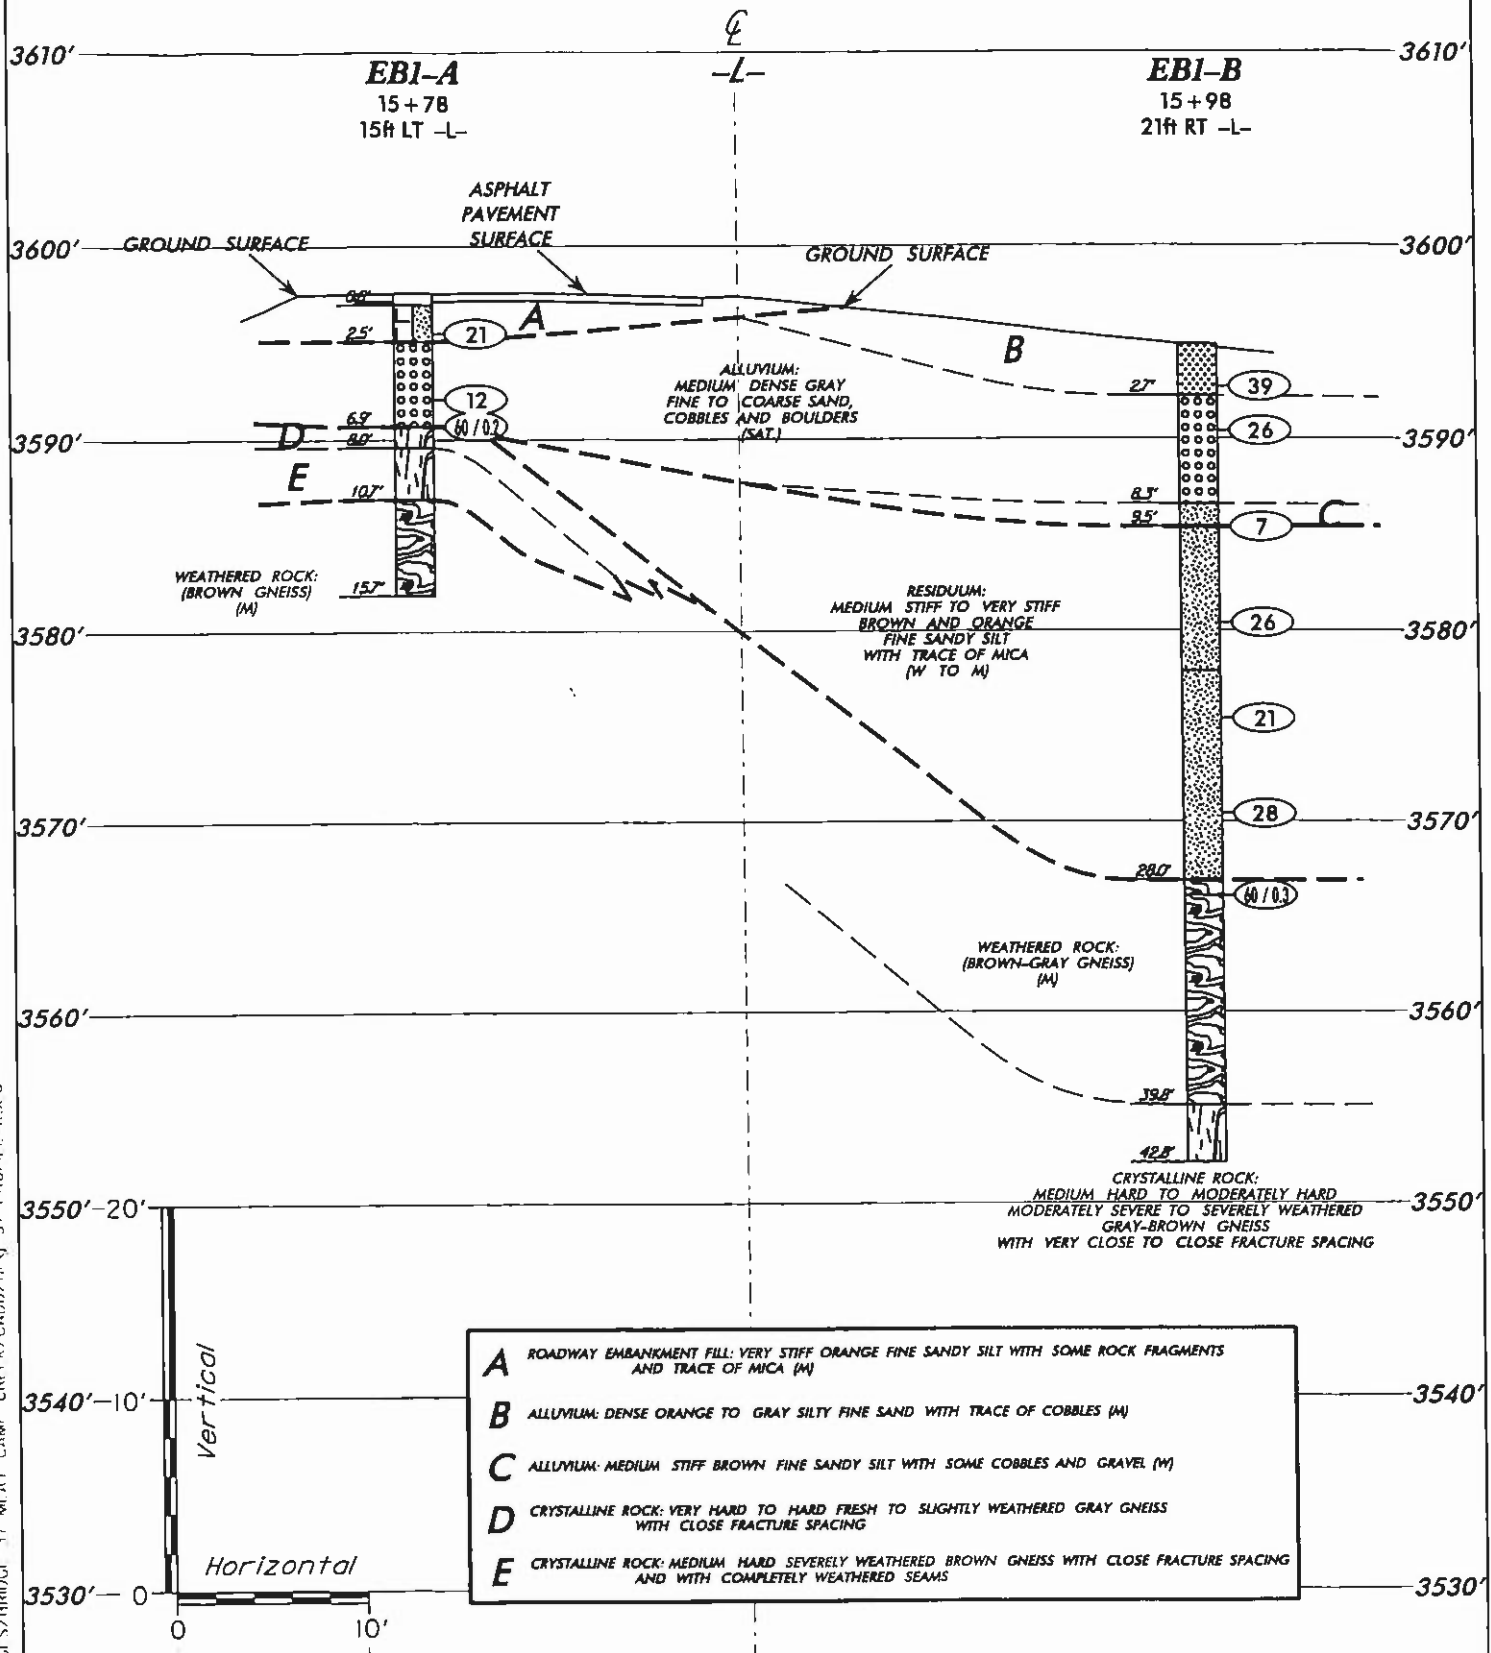 ℄
3610' 3610'
EB1-A -L- EB1-B
15+78 15+98
15ft LT -L- 21ft RT -L-
ASPHALT
PAVEMENT
SURFACE
3600' GROUND SURFACE GROUND SURFACE 3600'
0.8'
A
2.5' 21
B
ALLUVIUM:
MEDIUM DENSE GRAY
FINE TO COARSE SAND,
COBBLES AND BOULDERS
(SAT.)
2.7' 39
12
6.9' 60 / 0.2
26
3590' D 8.0' 3590'
E
10.7'
8.3'
C
9.5' 7
WEATHERED ROCK:
(BROWN GNEISS)
(M)
15.7'
RESIDUUM:
MEDIUM STIFF TO VERY STIFF
BROWN AND ORANGE
FINE SANDY SILT
WITH TRACE OF MICA
(W TO M)
26
3580' 3580'
21
28
3570' 3570'
28.0'
60 / 0.3
WEATHERED ROCK:
(BROWN-GRAY GNEISS)
(M)
3560' 3560'
39.8'
42.8'
CRYSTALLINE ROCK:
MEDIUM HARD TO MODERATELY HARD
MODERATELY SEVERE TO SEVERELY WEATHERED
GRAY-BROWN GNEISS
WITH VERY CLOSE TO CLOSE FRACTURE SPACING
3550' 20' 3550'
Vertical
A ROADWAY EMBANKMENT FILL: VERY STIFF ORANGE FINE SANDY SILT WITH SOME ROCK FRAGMENTS
AND TRACE OF MICA (M)
3540' 10' 3540'
B ALLUVIUM: DENSE ORANGE TO GRAY SILTY FINE SAND WITH TRACE OF COBBLES (M)
C ALLUVIUM: MEDIUM STIFF BROWN FINE SANDY SILT WITH SOME COBBLES AND GRAVEL (W)
D CRYSTALLINE ROCK: VERY HARD TO HARD FRESH TO SLIGHTLY WEATHERED GRAY GNEISS
WITH CLOSE FRACTURE SPACING
E CRYSTALLINE ROCK: MEDIUM HARD SEVERELY WEATHERED BROWN GNEISS WITH CLOSE FRACTURE SPACING
AND WITH COMPLETELY WEATHERED SEAMS
Horizontal
3530' 0 3530'
0 10'